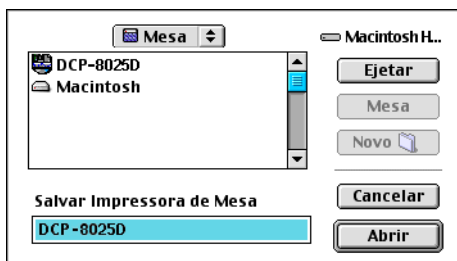 Mesa
Macintosh H...
DCP-8025D
Macintosh
Ejetar
Mesa
Novo
Salvar Impressora de Mesa
DCP-8025D
Cancelar
Abrir